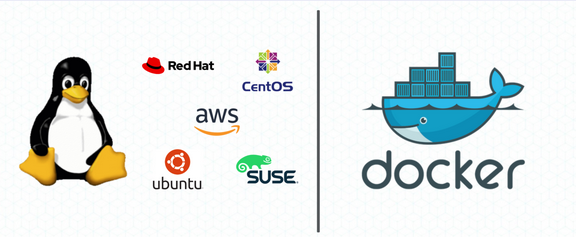 Red Hat
CentOS
aws
ubuntu
SUSE
docker